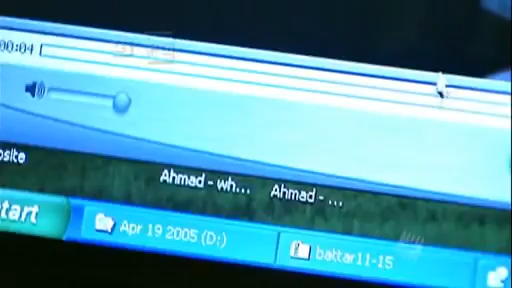 00:04
osite
Ahmad - wh...
Ahmad - ...
tart
Apr 19 2005 (D:)
battar11-15